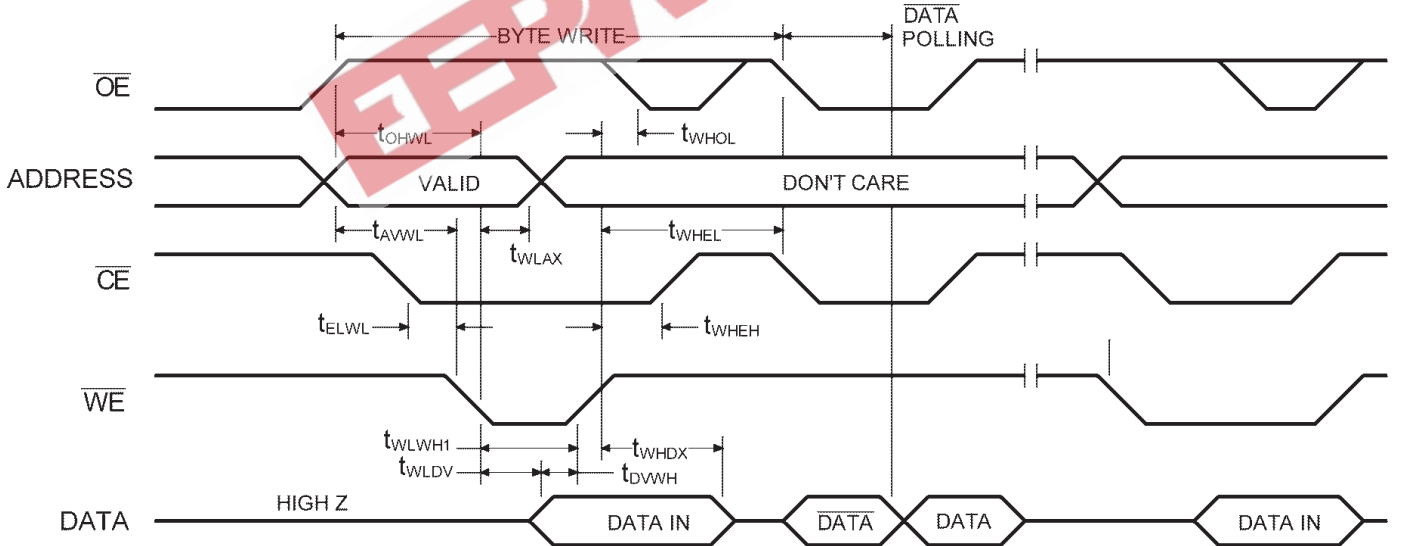 DATA
POLLING
BYTE WRITE
OE
tOHWL
tWHOL
ADDRESS
VALID
DON'T CARE
tAVWL
tWLAX
tWHEL
CE
tELWL
tWHEH
WE
tWLWH1
tWHDX
tWLDV
tDVWH
DATA
HIGH Z
DATA IN
DATA
DATA
DATA IN